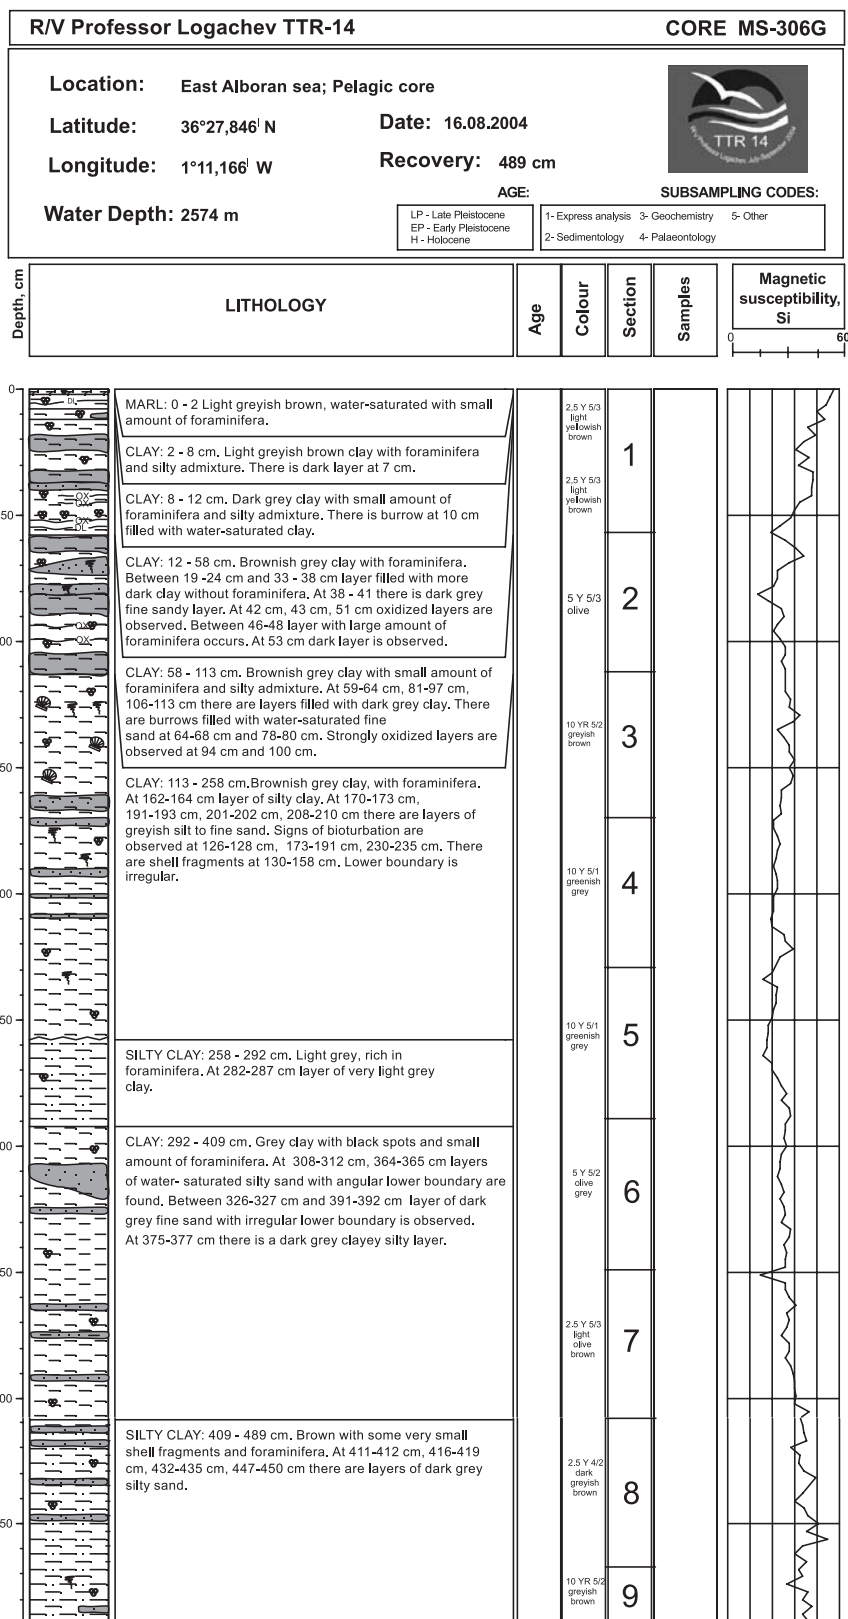 R/V Professor Logachev TTR-14
CORE MS-306G
Location: East Alboran sea; Pelagic core
Latitude: 36°27,846ˡ N
Date: 16.08.2004
Longitude: 1°11,166ˡ W
Recovery: 489 cm
Water Depth: 2574 m
TTR 14
R/V Professor Logachev, July-September 2004
AGE:
LP - Late Pleistocene
EP - Early Pleistocene
H - Holocene
SUBSAMPLING CODES:
1- Express analysis 3- Geochemistry 5- Other
2- Sedimentology 4- Palaeontology
Depth, cm
LITHOLOGY
Age
Colour
Section
Samples
Magnetic
susceptibility,
Si
0 60
0
DL
OX
OX
OX
DL
50
OX
OX
00
50
00
50
00
50
00
50
MARL: 0 - 2 Light greyish brown, water-saturated with small
amount of foraminifera.
CLAY: 2 - 8 cm. Light greyish brown clay with foraminifera
and silty admixture. There is dark layer at 7 cm.
CLAY: 8 - 12 cm. Dark grey clay with small amount of
foraminifera and silty admixture. There is burrow at 10 cm
filled with water-saturated clay.
CLAY: 12 - 58 cm. Brownish grey clay with foraminifera.
Between 19 -24 cm and 33 - 38 cm layer filled with more
dark clay without foraminifera. At 38 - 41 there is dark grey
fine sandy layer. At 42 cm, 43 cm, 51 cm oxidized layers are
observed. Between 46-48 layer with large amount of
foraminifera occurs. At 53 cm dark layer is observed.
CLAY: 58 - 113 cm. Brownish grey clay with small amount of
foraminifera and silty admixture. At 59-64 cm, 81-97 cm,
106-113 cm there are layers filled with dark grey clay. There
are burrows filled with water-saturated fine
sand at 64-68 cm and 78-80 cm. Strongly oxidized layers are
observed at 94 cm and 100 cm.
CLAY: 113 - 258 cm.Brownish grey clay, with foraminifera.
At 162-164 cm layer of silty clay. At 170-173 cm,
191-193 cm, 201-202 cm, 208-210 cm there are layers of
greyish silt to fine sand. Signs of bioturbation are
observed at 126-128 cm, 173-191 cm, 230-235 cm. There
are shell fragments at 130-158 cm. Lower boundary is
irregular.
SILTY CLAY: 258 - 292 cm. Light grey, rich in
foraminifera. At 282-287 cm layer of very light grey
clay.
CLAY: 292 - 409 cm. Grey clay with black spots and small
amount of foraminifera. At 308-312 cm, 364-365 cm layers
of water- saturated silty sand with angular lower boundary are
found. Between 326-327 cm and 391-392 cm layer of dark
grey fine sand with irregular lower boundary is observed.
At 375-377 cm there is a dark grey clayey silty layer.
SILTY CLAY: 409 - 489 cm. Brown with some very small
shell fragments and foraminifera. At 411-412 cm, 416-419
cm, 432-435 cm, 447-450 cm there are layers of dark grey
silty sand.
2,5 Y 5/3
light
yellowish
brown
2,5 Y 5/3
light
yellowish
brown
5 Y 5/3
olive
10 YR 5/2
greyish
brown
10 Y 5/1
greenish
grey
10 Y 5/1
greenish
grey
5 Y 5/2
olive
grey
2.5 Y 5/3
light
olive
brown
2.5 Y 4/2
dark
greyish
brown
10 YR 5/2
greyish
brown
1
2
3
4
5
6
7
8
9